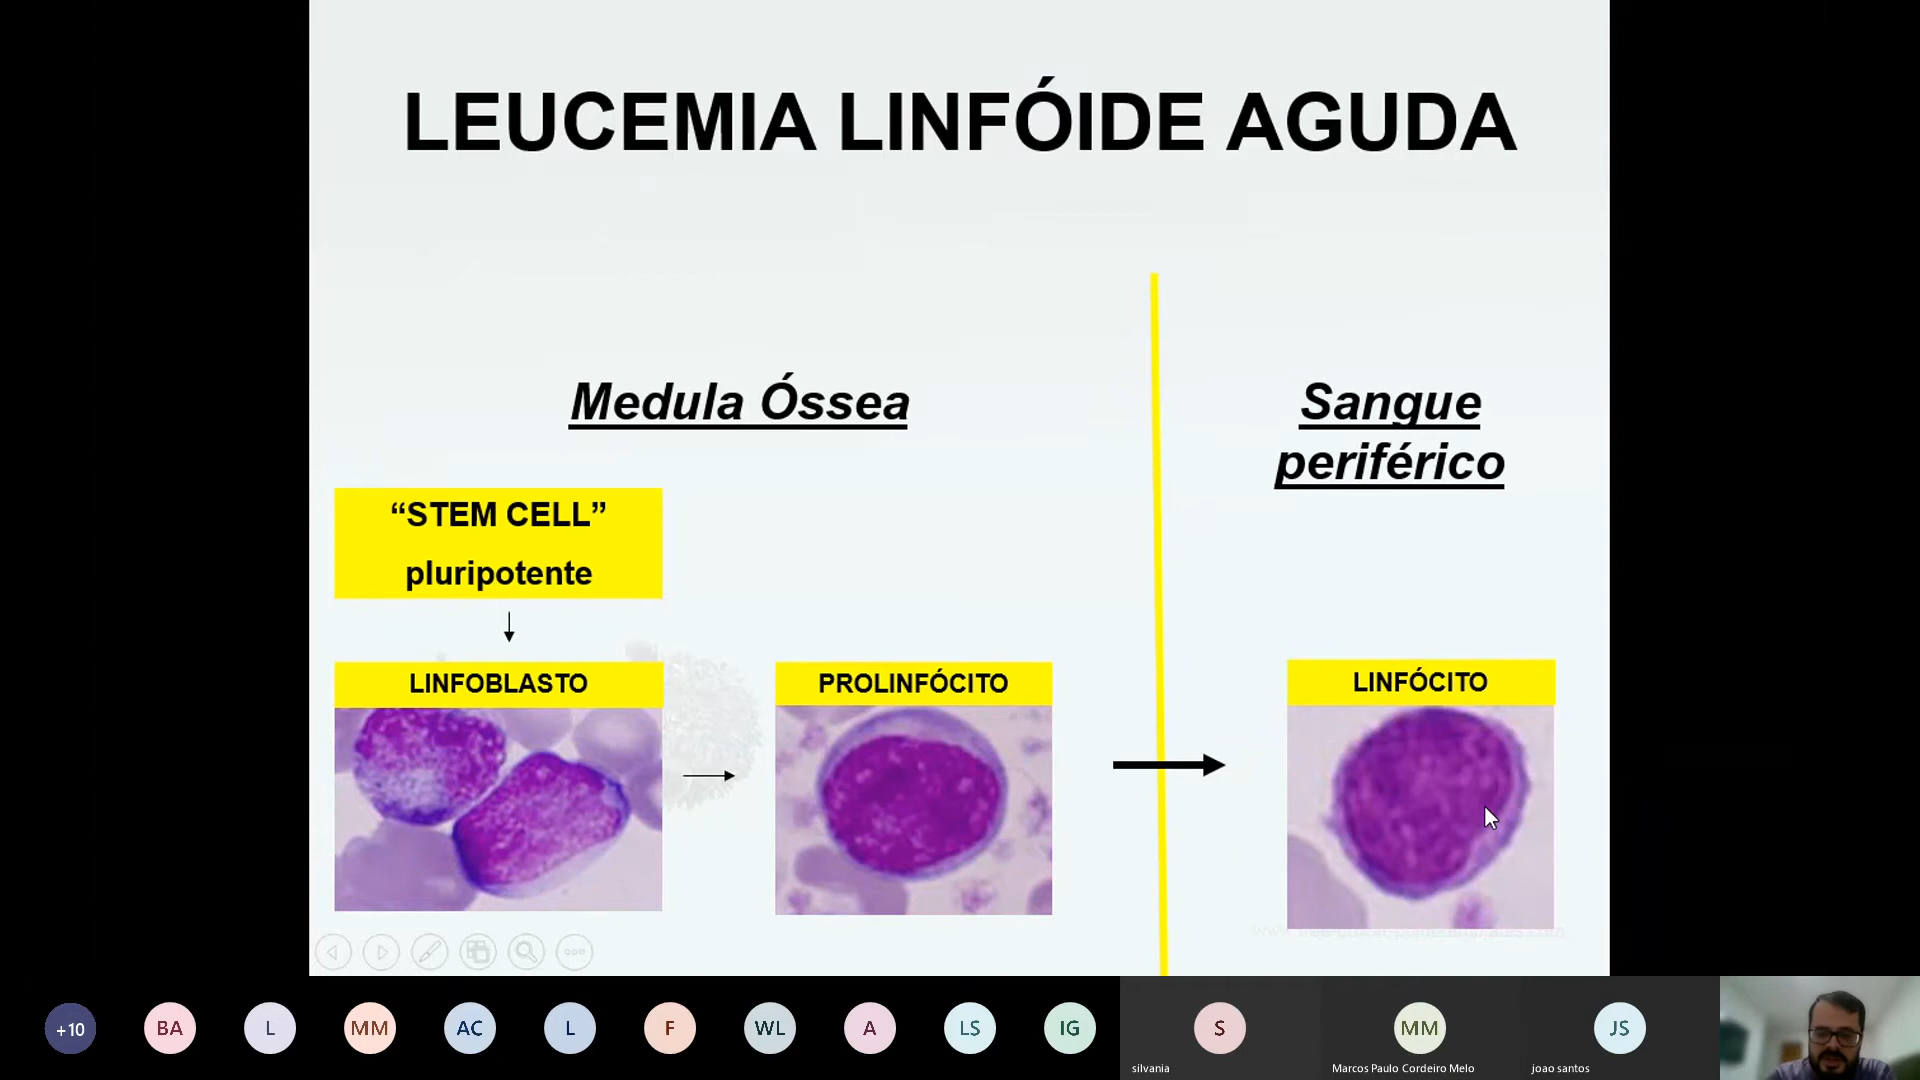 LEUCEMIA LINFÓIDE AGUDA
Medula Óssea
Sangue
periférico
“STEM CELL”
pluripotente
LINFOBLASTO
PROLINFÓCITO
LINFÓCITO
+10
BA
L
MM
AC
L
F
WL
A
LS
IG
S
MM
JS
silvania
Marcos Paulo Cordeiro Melo
joao santos